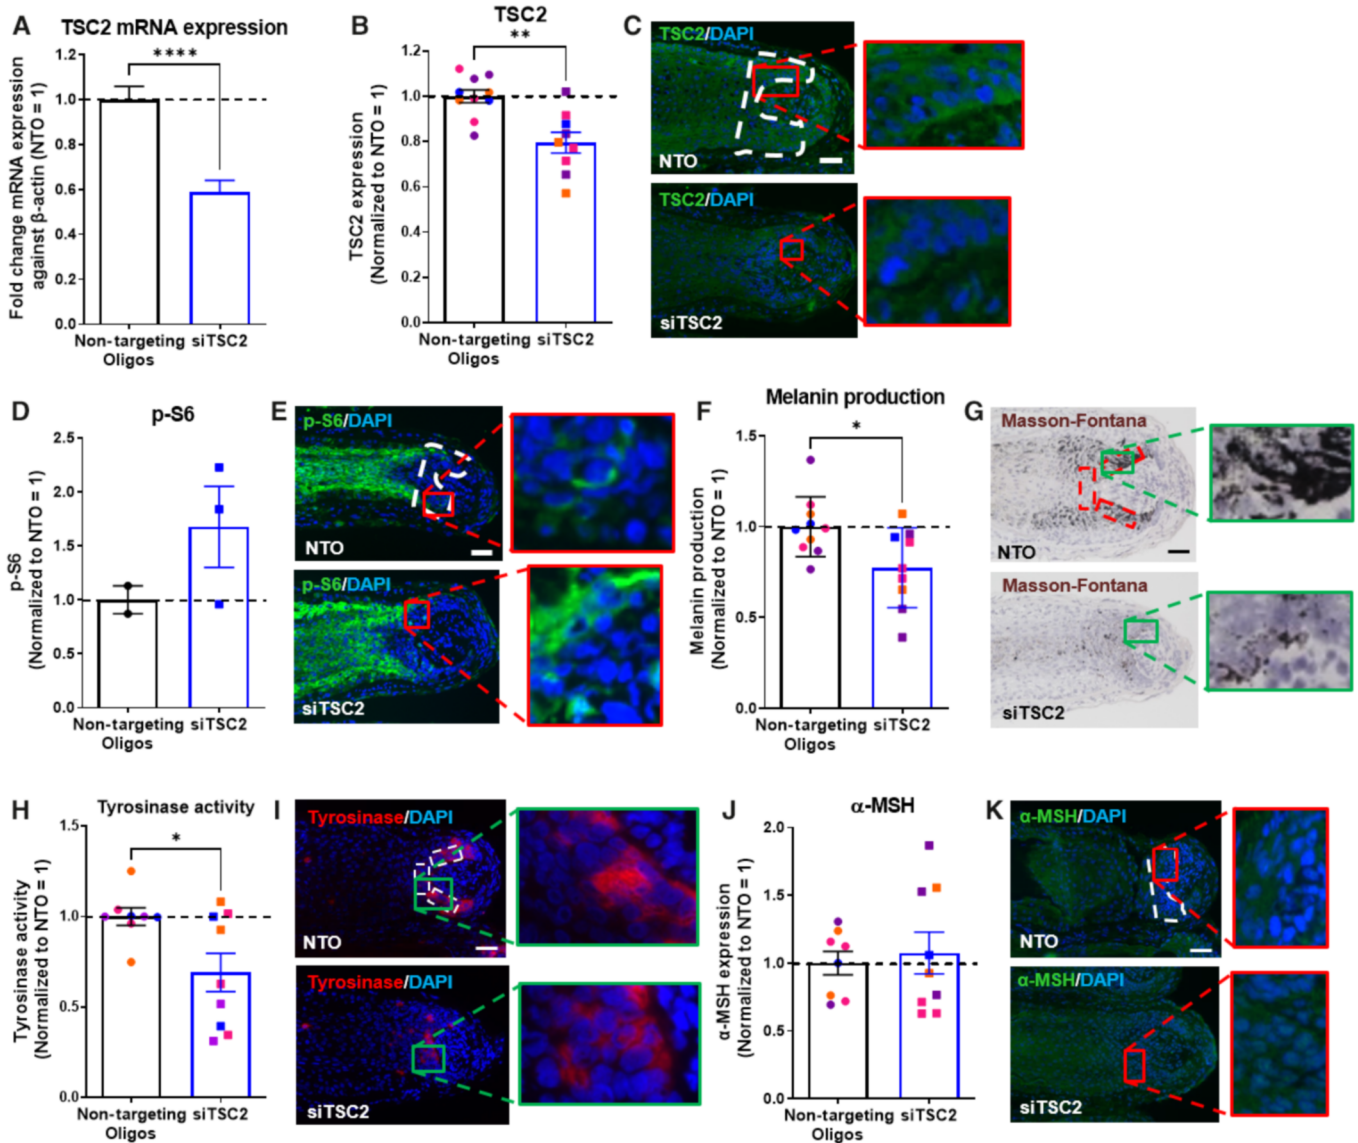 A
TSC2 mRNA expression
****
Fold change mRNA expression
against β-actin (NTO = 1)
1.2
1.0
0.8
0.6
0.4
0.2
0.0
Non-targeting
Oligos
siTSC2
B
TSC2
**
TSC2 expression
(Normalized to NTO = 1)
1.2
1.0
0.8
0.6
0.4
0.2
0.0
Non-targeting
Oligos
siTSC2
C
TSC2/DAPI
NTO
TSC2/DAPI
siTSC2
D
p-S6
p-S6
(Normalized to NTO = 1)
2.5
2.0
1.5
1.0
0.5
0.0
Non-targeting
Oligos
siTSC2
E
p-S6/DAPI
NTO
p-S6/DAPI
siTSC2
F
Melanin production
*
Melanin production
(Normalized to NTO = 1)
1.5
1.0
0.5
0.0
Non-targeting
Oligos
siTSC2
G
Masson-Fontana
NTO
Masson-Fontana
siTSC2
H
Tyrosinase activity
*
Tyrosinase activity
(Normalized to NTO = 1)
1.5
1.0
0.5
0.0
Non-targeting
Oligos
siTSC2
I
Tyrosinase/DAPI
NTO
Tyrosinase/DAPI
siTSC2
J
α-MSH
α-MSH expression
(Normalized to NTO = 1)
2.0
1.5
1.0
0.5
0.0
Non-targeting
Oligos
siTSC2
K
α-MSH/DAPI
NTO
α-MSH/DAPI
siTSC2